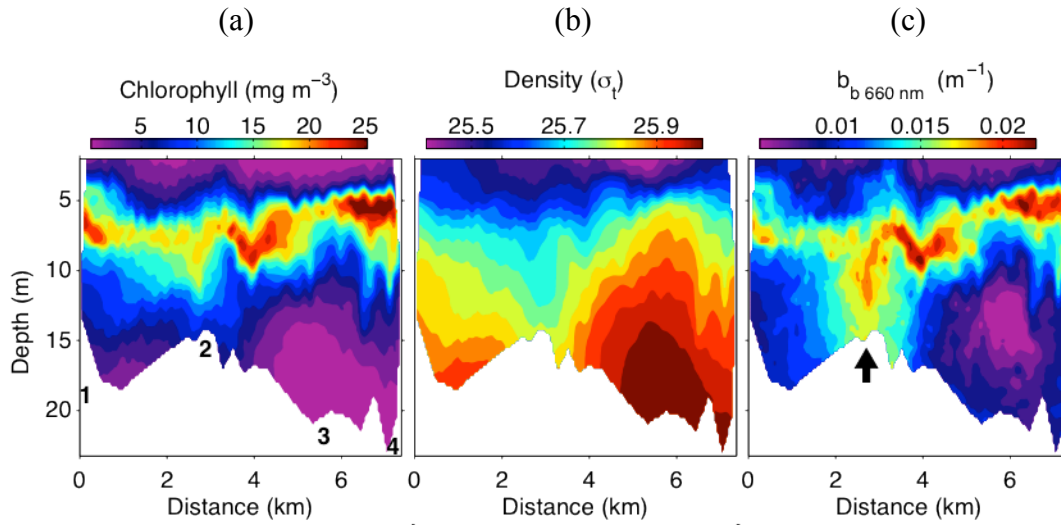 (a) (b) (c)
Chlorophyll (mg m⁻³) Density (σt) bb 660 nm (m⁻¹)
5 10 15 20 25 25.5 25.7 25.9 0.01 0.015 0.02
5
10
15
20
Depth (m)
1
2
3
4
0 2 4 6 0 2 4 6 0 2 4 6
Distance (km) Distance (km) Distance (km)